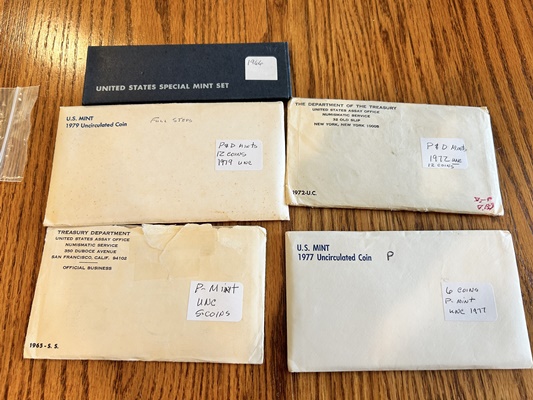 1966
UNITED STATES SPECIAL MINT SET
U.S. MINT
1979 Uncirculated Coin
Full Steps
P&D Mints
12 COINS
1979 UNC
THE DEPARTMENT OF THE TREASURY
UNITED STATES ASSAY OFFICE
NUMISMATIC SERVICE
32 OLD SLIP
NEW YORK, NEW YORK 10005
P & D Mints
1972 UNC
12 COINS
1972-U.C.
TREASURY DEPARTMENT
UNITED STATES ASSAY OFFICE
NUMISMATIC SERVICE
350 DUBOCE AVENUE
SAN FRANCISCO, CALIF. 94102
OFFICIAL BUSINESS
P-MINT
UNC
5-COINS
1965-S. S.
U.S. MINT
1977 Uncirculated Coin
P
6 COINS
P-MINT
UNC 1977